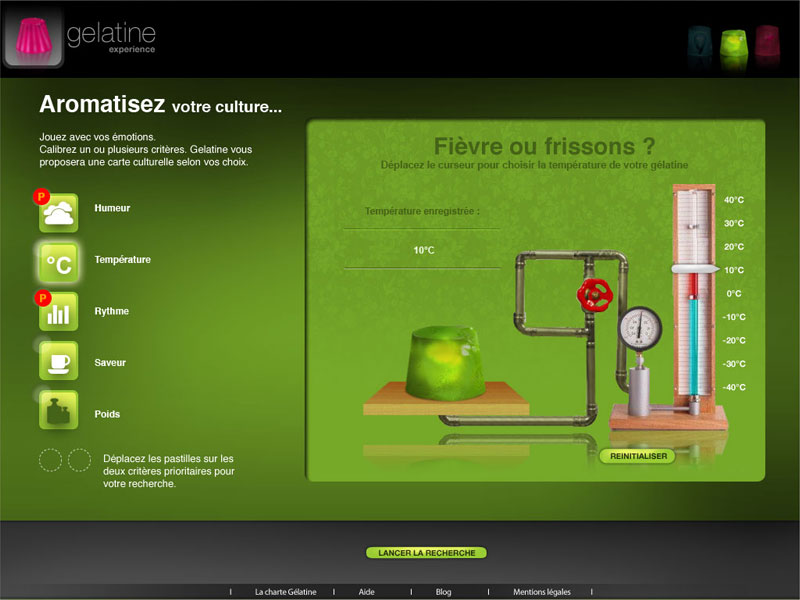 gelatine
experience
Aromatisez votre culture...
Jouez avec vos émotions.
Calibrez un ou plusieurs critères. Gelatine vous
proposera une carte culturelle selon vos choix.
P
Humeur
°C
Température
P
Rythme
Saveur
Poids
Déplacez les pastilles sur les
deux critères prioritaires pour
votre recherche.
Fièvre ou frissons ?
Déplacez le curseur pour choisir la température de votre gélatine
Température enregistrée :
10°C
40°C
30°C
20°C
10°C
0°C
-10°C
-20°C
-30°C
-40°C
REINITIALISER
LANCER LA RECHERCHE
I La charte Gélatine I Aide I Blog I Mentions légales I